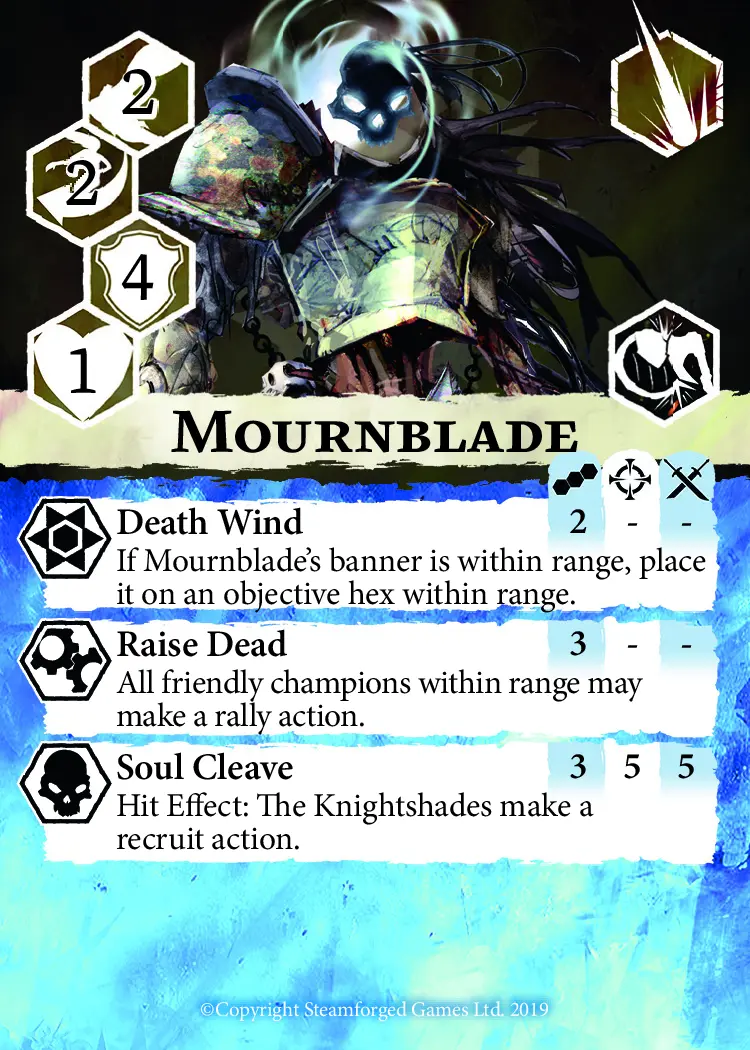 2
2
4
1
Mournblade
Death Wind 2 - -
If Mournblade’s banner is within range, place
it on an objective hex within range.
Raise Dead 3 - -
All friendly champions within range may
make a rally action.
Soul Cleave 3 5 5
Hit Effect: The Knightshades make a
recruit action.
©Copyright Steamforged Games Ltd. 2019